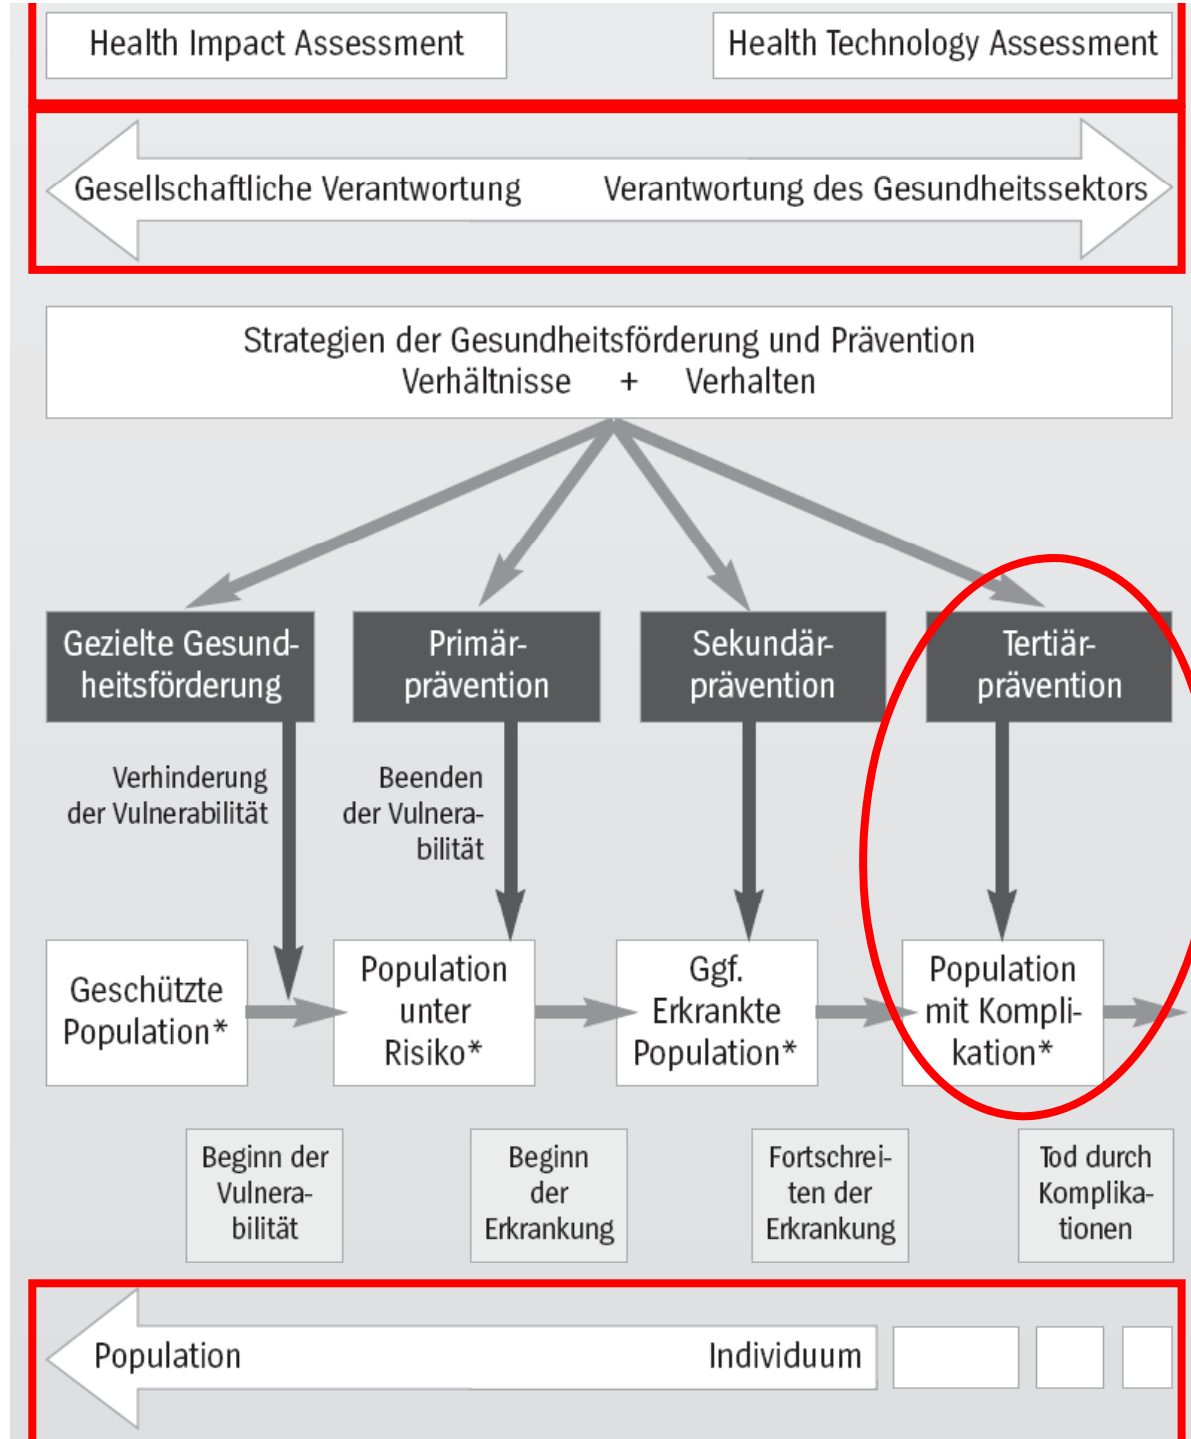 Health Impact Assessment
Health Technology Assessment
Gesellschaftliche Verantwortung
Verantwortung des Gesundheitssektors
Strategien der Gesundheitsförderung und Prävention
Verhältnisse + Verhalten
Gezielte Gesund-
heitsförderung
Primär-
prävention
Sekundär-
prävention
Tertiär-
prävention
Verhinderung
der Vulnerabilität
Beenden
der Vulnera-
bilität
Geschützte
Population*
Population
unter
Risiko*
Ggf.
Erkrankte
Population*
Population
mit Kompli-
kation*
Beginn der
Vulnera-
bilität
Beginn
der
Erkrankung
Fortschrei-
ten der
Erkrankung
Tod durch
Komplika-
tionen
Population
Individuum